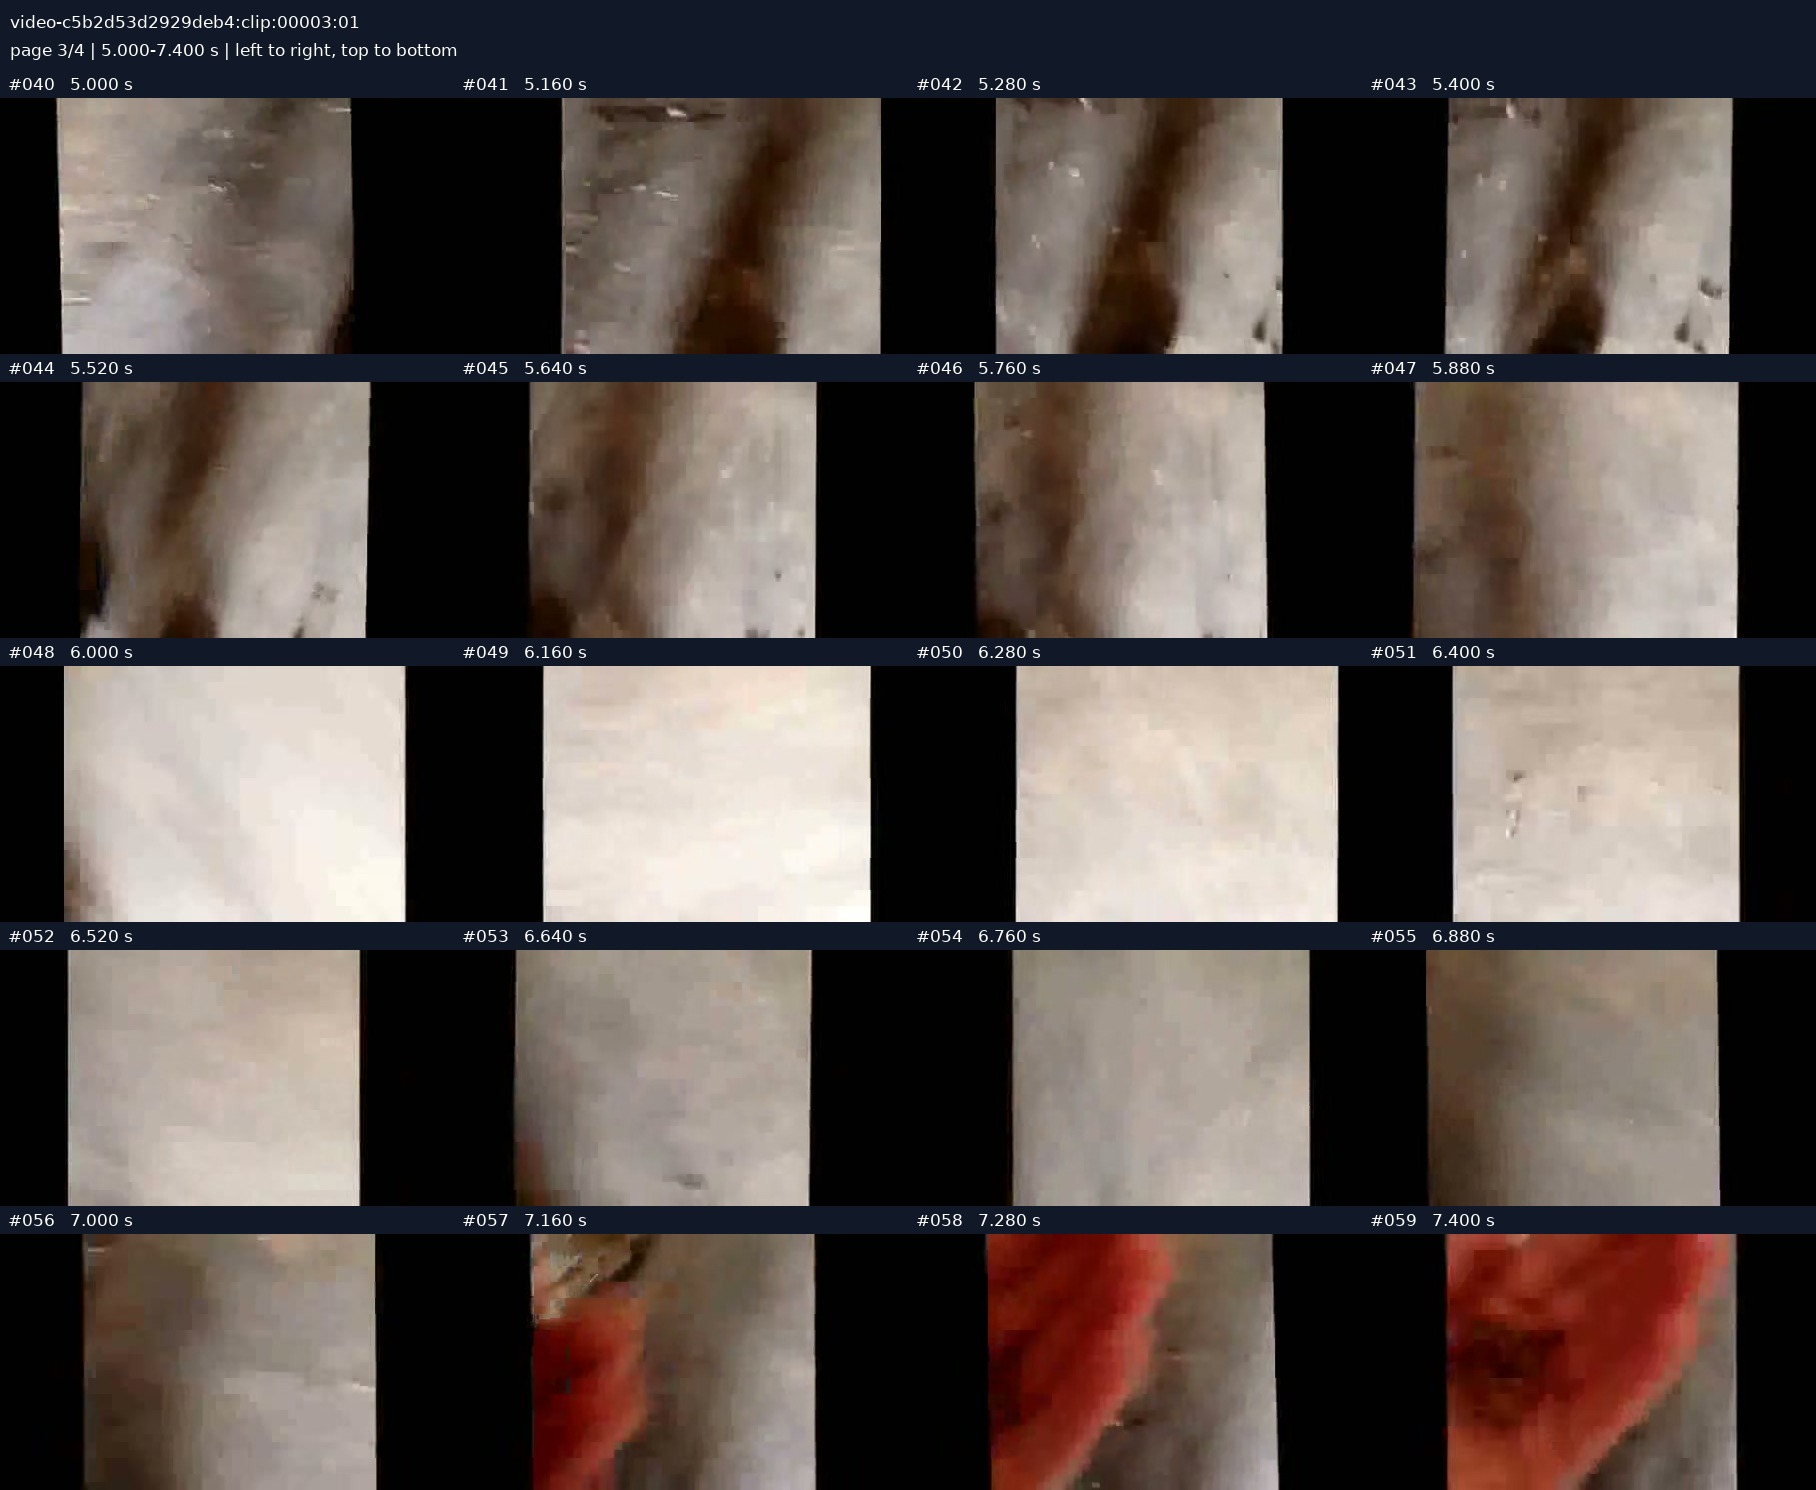 video-c5b2d53d2929deb4:clip:00003:01
page 3/4 | 5.000-7.400 s | left to right, top to bottom
#040 5.000 s #041 5.160 s #042 5.280 s #043 5.400 s
#044 5.520 s #045 5.640 s #046 5.760 s #047 5.880 s
#048 6.000 s #049 6.160 s #050 6.280 s #051 6.400 s
#052 6.520 s #053 6.640 s #054 6.760 s #055 6.880 s
#056 7.000 s #057 7.160 s #058 7.280 s #059 7.400 s